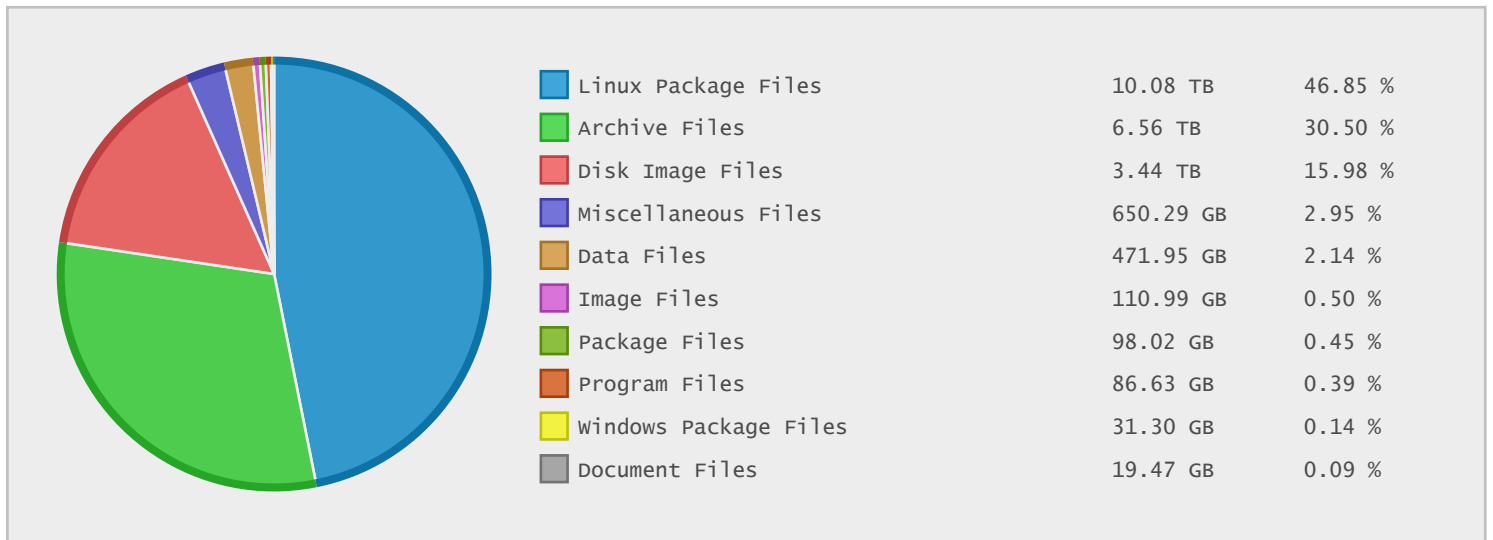 Linux Package Files 10.08 TB 46.85 %
Archive Files 6.56 TB 30.50 %
Disk Image Files 3.44 TB 15.98 %
Miscellaneous Files 650.29 GB 2.95 %
Data Files 471.95 GB 2.14 %
Image Files 110.99 GB 0.50 %
Package Files 98.02 GB 0.45 %
Program Files 86.63 GB 0.39 %
Windows Package Files 31.30 GB 0.14 %
Document Files 19.47 GB 0.09 %